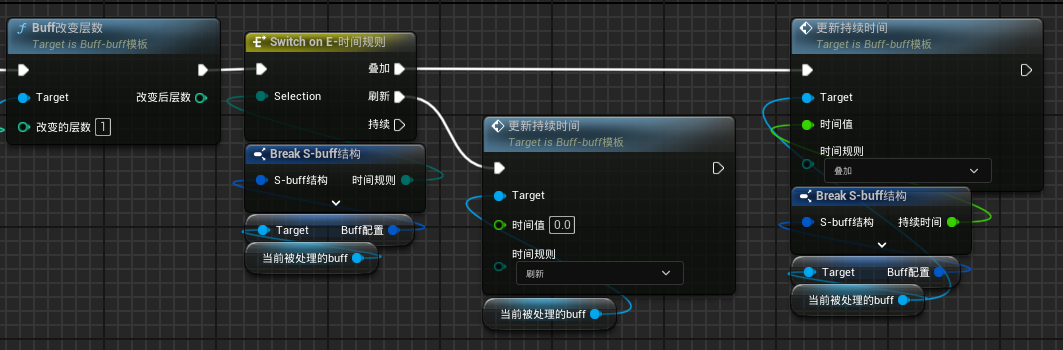 Buff改变层数
Target is Buff-buff模板
Target
改变后层数
改变的层数 1
Switch on E-时间规则
叠加
Selection
刷新
持续
Break S-buff结构
S-buff结构
时间规则
Target
Buff配置
当前被处理的buff
更新持续时间
Target is Buff-buff模板
Target
时间值 0.0
时间规则
刷新
当前被处理的buff
更新持续时间
Target is Buff-buff模板
Target
时间值
时间规则
叠加
Break S-buff结构
S-buff结构
持续时间
Target
Buff配置
当前被处理的buff